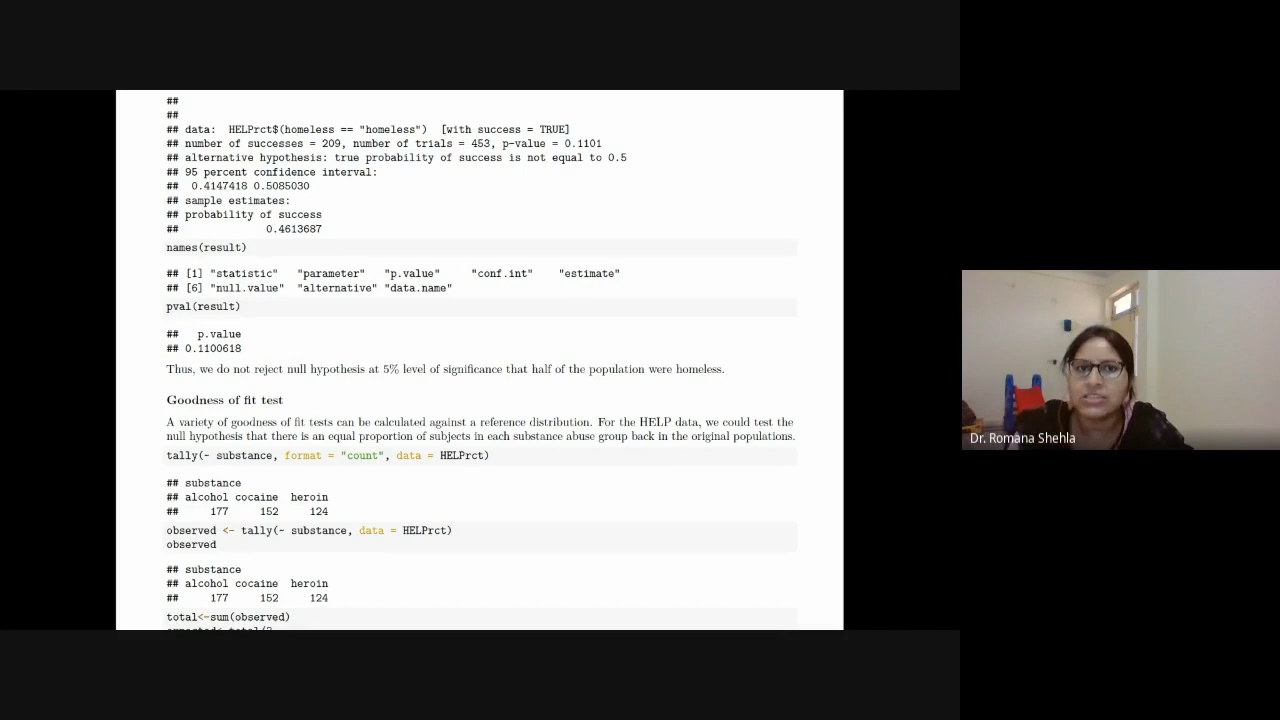 ##
##
## data:  HELPrct$(homeless == "homeless")  [with success = TRUE]
## number of successes = 209, number of trials = 453, p-value = 0.1101
## alternative hypothesis: true probability of success is not equal to 0.5
## 95 percent confidence interval:
##  0.4147418 0.5085030
## sample estimates:
## probability of success
##              0.4613687
names(result)
## [1] "statistic"   "parameter"   "p.value"     "conf.int"    "estimate"
## [6] "null.value"  "alternative" "data.name"
pval(result)
##   p.value
## 0.1100618
Thus, we do not reject null hypothesis at 5% level of significance that half of the population were homeless.
Goodness of fit test
A variety of goodness of fit tests can be calculated against a reference distribution. For the HELP data, we could test the
null hypothesis that there is an equal proportion of subjects in each substance abuse group back in the original populations.
tally(~ substance, format = "count", data = HELPrct)
## substance
## alcohol cocaine  heroin
##     177     152     124
observed <- tally(~ substance, data = HELPrct)
observed
## substance
## alcohol cocaine  heroin
##     177     152     124
total<-sum(observed)
Dr. Romana Shehla